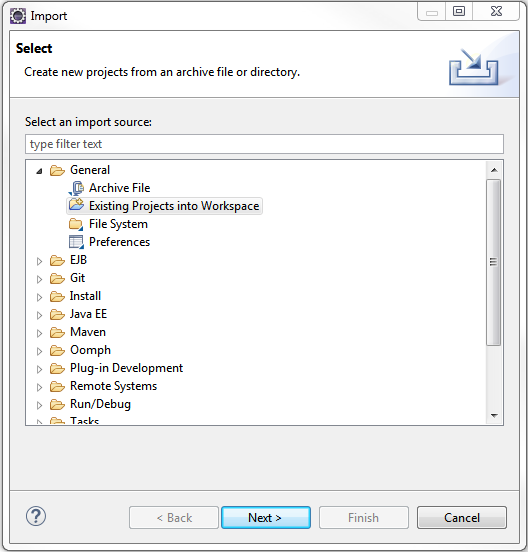 Import
Select
Create new projects from an archive file or directory.
Select an import source:
type filter text
General
Archive File
Existing Projects into Workspace
File System
Preferences
EJB
Git
Install
Java EE
Maven
Oomph
Plug-in Development
Remote Systems
Run/Debug
Tasks
?
< Back
Next >
Finish
Cancel